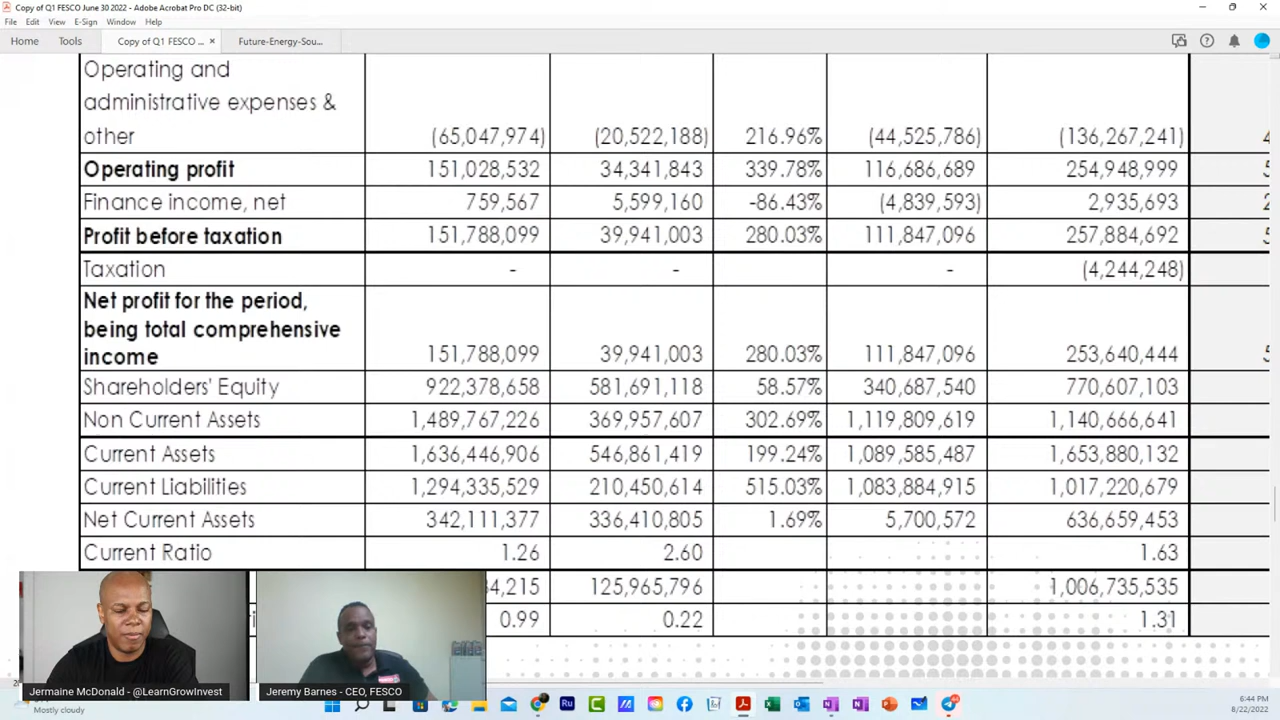 Copy of Q1 FESCO June 30 2022 - Adobe Acrobat Pro DC (32-bit)
File Edit View E-Sign Window Help
Home Tools Copy of Q1 FESCO ... × Future-Energy-Sou...
Operating and
administrative expenses &
other (65,047,974) (20,522,188) 216.96% (44,525,786) (136,267,241) 4
Operating profit 151,028,532 34,341,843 339.78% 116,686,689 254,948,999 5
Finance income, net 759,567 5,599,160 -86.43% (4,839,593) 2,935,693 2
Profit before taxation 151,788,099 39,941,003 280.03% 111,847,096 257,884,692 5
Taxation - - - (4,244,248)
Net profit for the period,
being total comprehensive
income 151,788,099 39,941,003 280.03% 111,847,096 253,640,444 5
Shareholders' Equity 922,378,658 581,691,118 58.57% 340,687,540 770,607,103
Non Current Assets 1,489,767,226 369,957,607 302.69% 1,119,809,619 1,140,666,641
Current Assets 1,636,446,906 546,861,419 199.24% 1,089,585,487 1,653,880,132
Current Liabilities 1,294,335,529 210,450,614 515.03% 1,083,884,915 1,017,220,679
Net Current Assets 342,111,377 336,410,805 1.69% 5,700,572 636,659,453
Current Ratio 1.26 2.60 1.63
4,215 125,965,796 1,006,735,535
0.99 0.22 1.31
Jermaine McDonald - @LearnGrowInvest
Jeremy Barnes - CEO, FESCO
Mostly cloudy
6:44 PM
8/22/2022